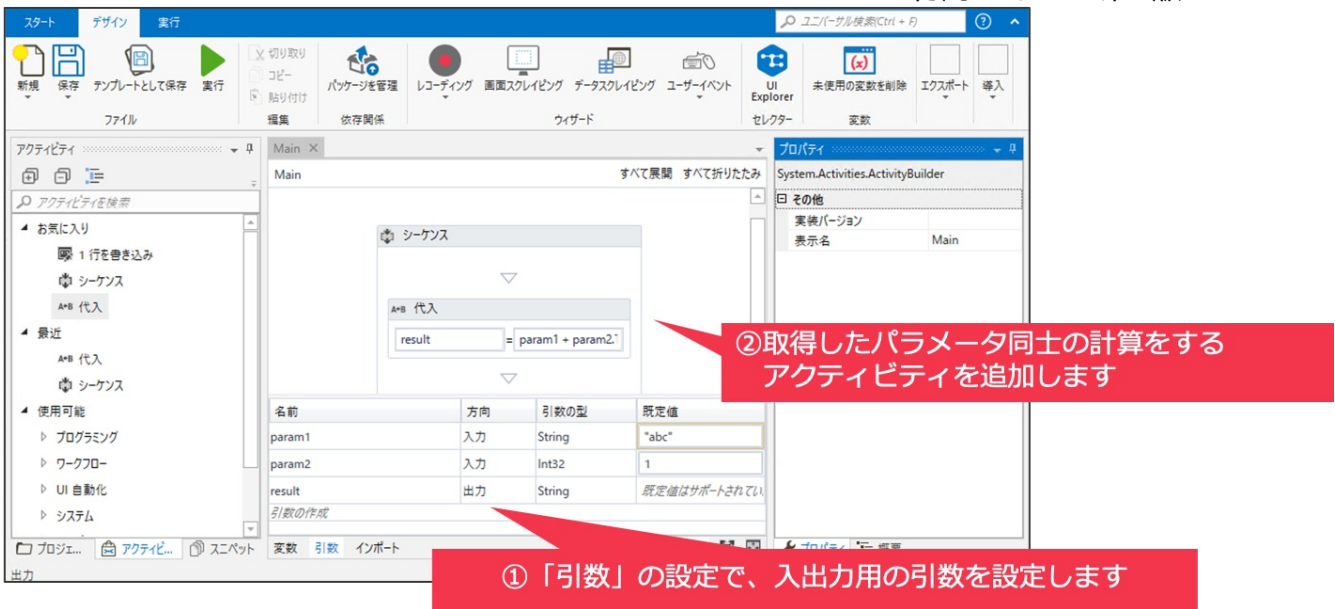 スタート デザイン 実行
ユニバーサル検索(Ctrl + F)
新規 保存 テンプレートとして保存 実行
切り取り
コピー
貼り付け
パッケージを管理
レコーディング 画面スクレイピング データスクレイピング ユーザーイベント
UI
Explorer
未使用の変数を削除 エクスポート 導入
ファイル 編集 依存関係 ウィザード セレクター 変数
アクティビティ
アクティビティを検索
お気に入り
1 行を書き込み
シーケンス
A*B 代入
最近
A*B 代入
シーケンス
使用可能
プログラミング
ワークフロー
UI 自動化
システム
プロジェ... アクティビ... スニペット
出力
Main
Main すべて展開 すべて折りたたみ
シーケンス
A*B 代入
result = param1 + param2.
名前 方向 引数の型 既定値
param1 入力 String "abc"
param2 入力 Int32 1
result 出力 String 既定値はサポートされてい
引数の作成
変数 引数 インポート
プロパティ
System.Activities.ActivityBuilder
その他
実装バージョン
表示名 Main
プロパティ 概要
②取得したパラメータ同士の計算をする
アクティビティを追加します
①「引数」の設定で、入出力用の引数を設定します